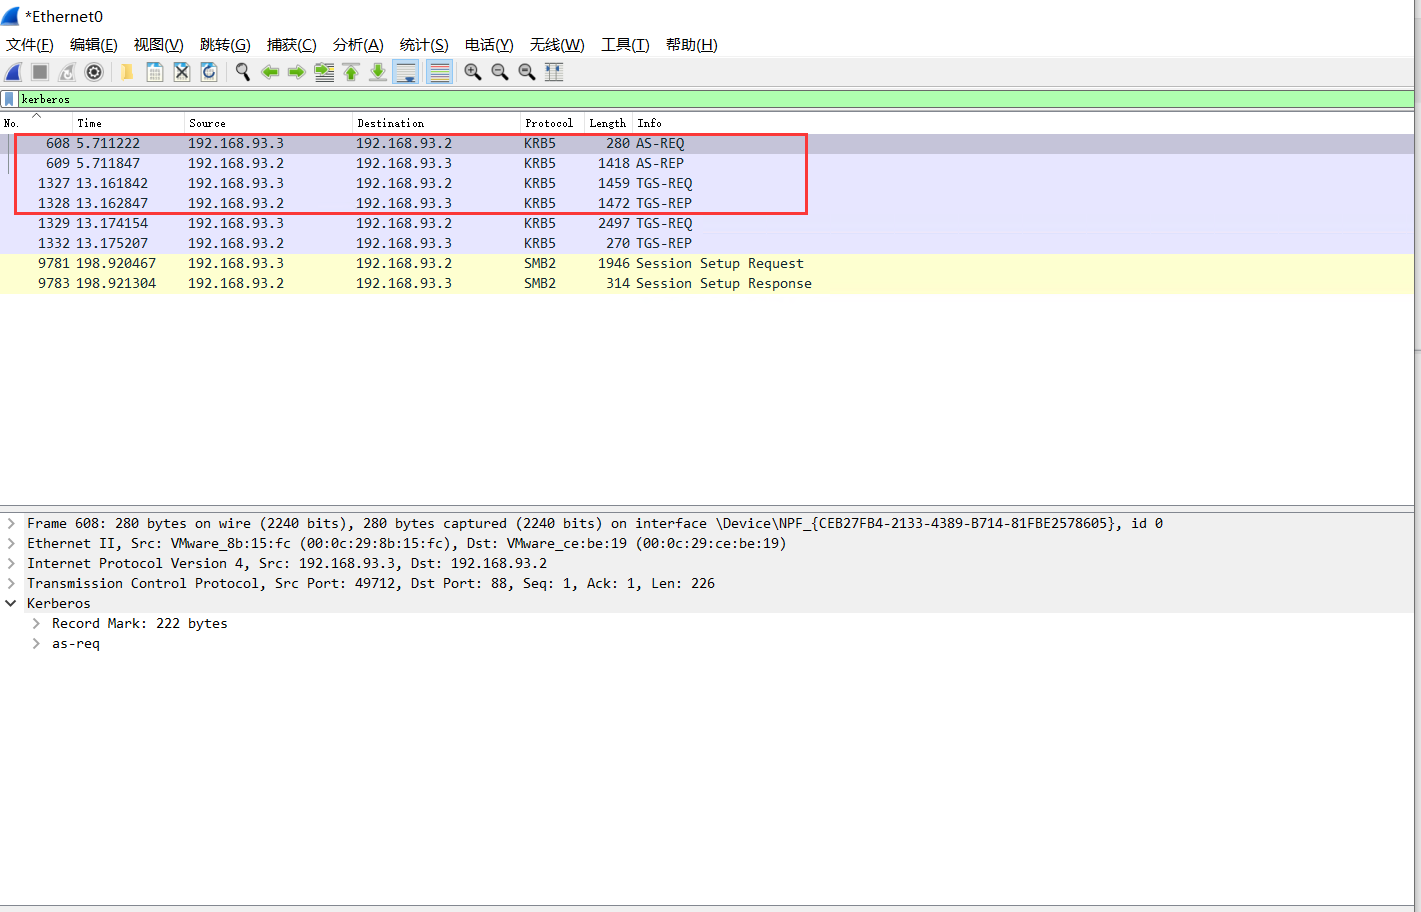 *Ethernet0
文件(F) 编辑(E) 视图(V) 跳转(G) 捕获(C) 分析(A) 统计(S) 电话(Y) 无线(W) 工具(T) 帮助(H)
kerberos
No. Time Source Destination Protocol Length Info
608 5.711222 192.168.93.3 192.168.93.2 KRB5 280 AS-REQ
609 5.711847 192.168.93.2 192.168.93.3 KRB5 1418 AS-REP
1327 13.161842 192.168.93.3 192.168.93.2 KRB5 1459 TGS-REQ
1328 13.162847 192.168.93.2 192.168.93.3 KRB5 1472 TGS-REP
1329 13.174154 192.168.93.3 192.168.93.2 KRB5 2497 TGS-REQ
1332 13.175207 192.168.93.2 192.168.93.3 KRB5 270 TGS-REP
9781 198.920467 192.168.93.3 192.168.93.2 SMB2 1946 Session Setup Request
9783 198.921304 192.168.93.2 192.168.93.3 SMB2 314 Session Setup Response
Frame 608: 280 bytes on wire (2240 bits), 280 bytes captured (2240 bits) on interface \Device\NPF_{CEB27FB4-2133-4389-B714-81FBE2578605}, id 0
Ethernet II, Src: VMware_8b:15:fc (00:0c:29:8b:15:fc), Dst: VMware_ce:be:19 (00:0c:29:ce:be:19)
Internet Protocol Version 4, Src: 192.168.93.3, Dst: 192.168.93.2
Transmission Control Protocol, Src Port: 49712, Dst Port: 88, Seq: 1, Ack: 1, Len: 226
Kerberos
Record Mark: 222 bytes
as-req